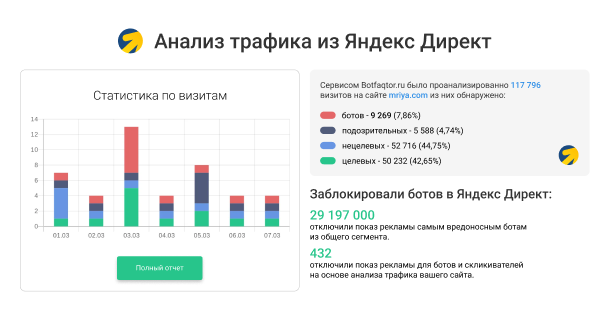 Анализ трафика из Яндекс Директ
Статистика по визитам
14
12
10
8
6
4
2
0
01.03 02.03 03.03 04.03 05.03 06.03 07.03
Полный отчет
Сервисом Botfaqtor.ru было проанализированно 117 796
визитов на сайте mriya.com из них обнаружено:
ботов - 9 269 (7,86%)
подозрительных - 5 588 (4,74%)
нецелевых - 52 716 (44,75%)
целевых - 50 232 (42,65%)
Заблокировали ботов в Яндекс Директ:
29 197 000
отключили показ рекламы самым вредоносным ботам
из общего сегмента.
432
отключили показ рекламы для ботов и скликивателей
на основе анализа трафика вашего сайта.